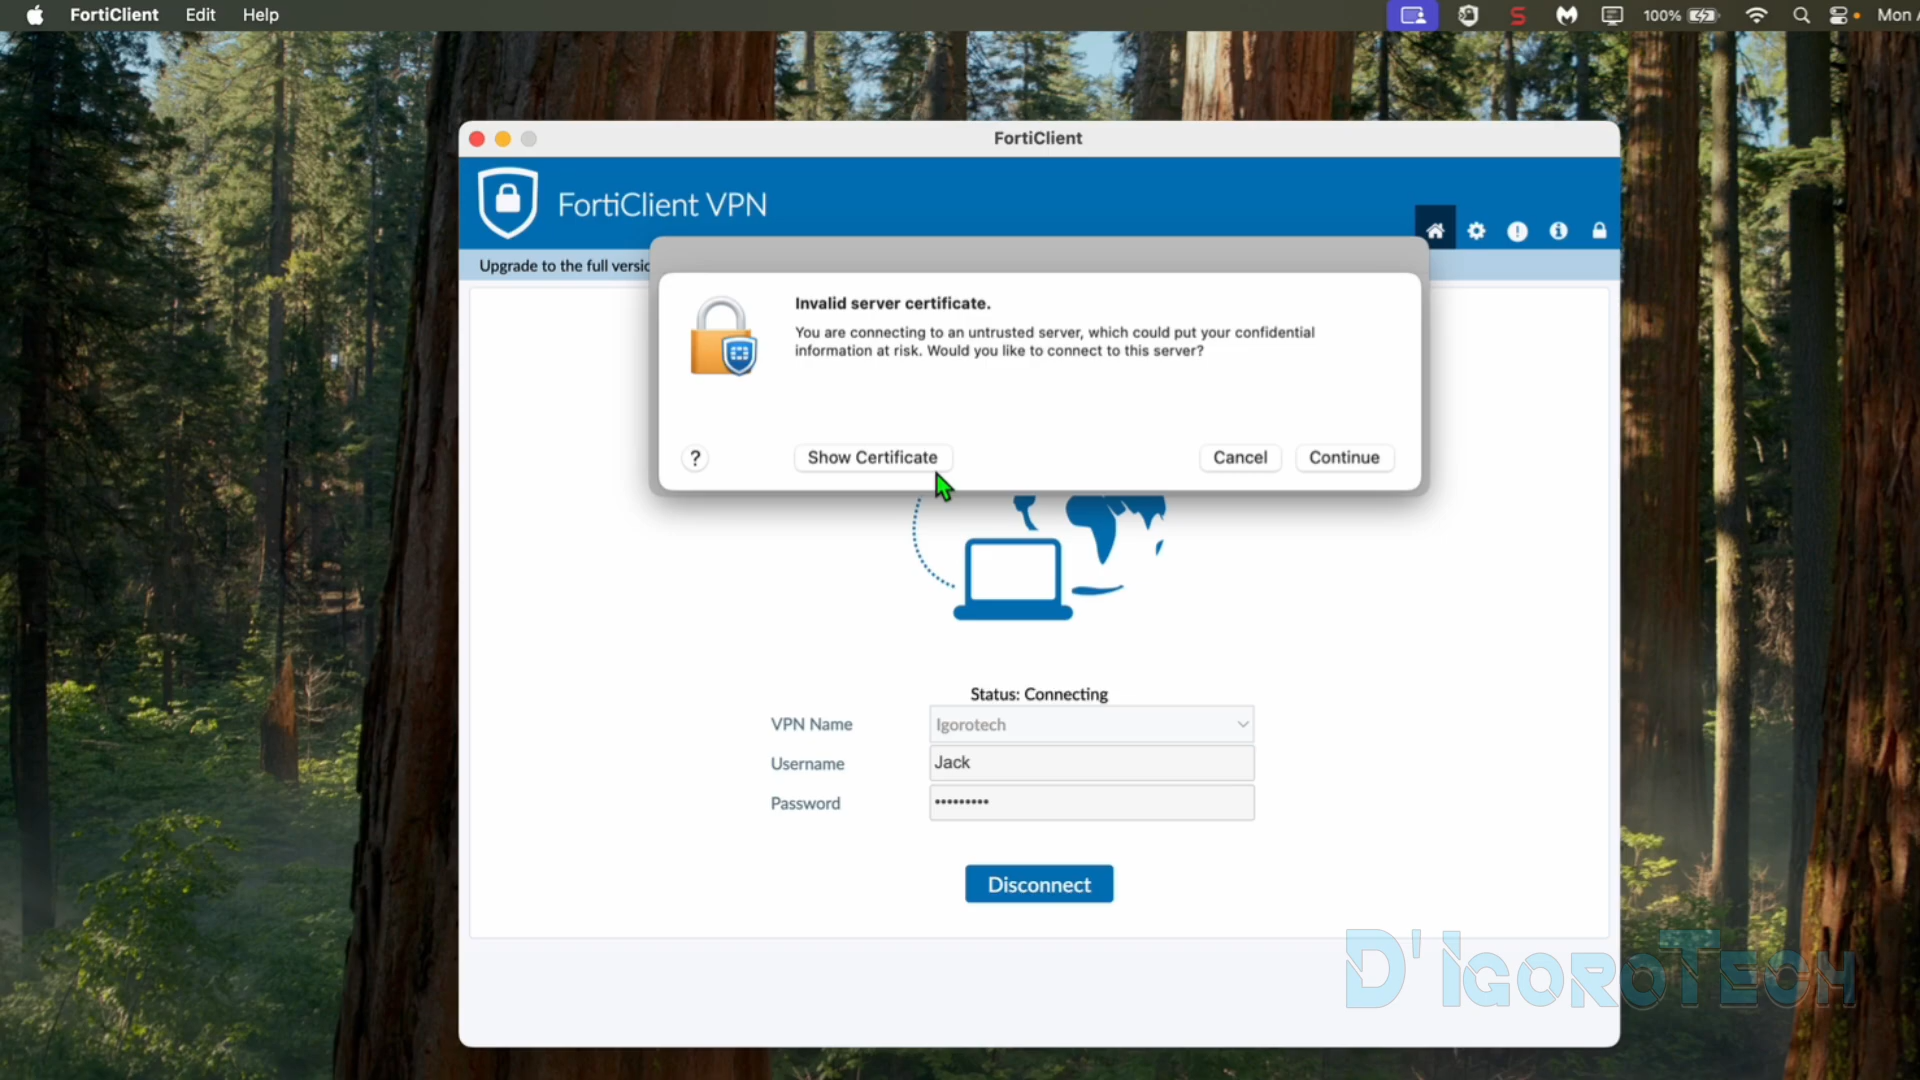 FortiClient Edit Help
S 100% Mon
FortiClient
FortiClient VPN
Upgrade to the full
Invalid server certificate.
You are connecting to an untrusted server, which could put your confidential
information at risk. Would you like to connect to this server?
? Show Certificate Cancel Continue
Status: Connecting
VPN Name Igorotech
Username Jack
Password •••••••••
Disconnect
D'IGOROTECH